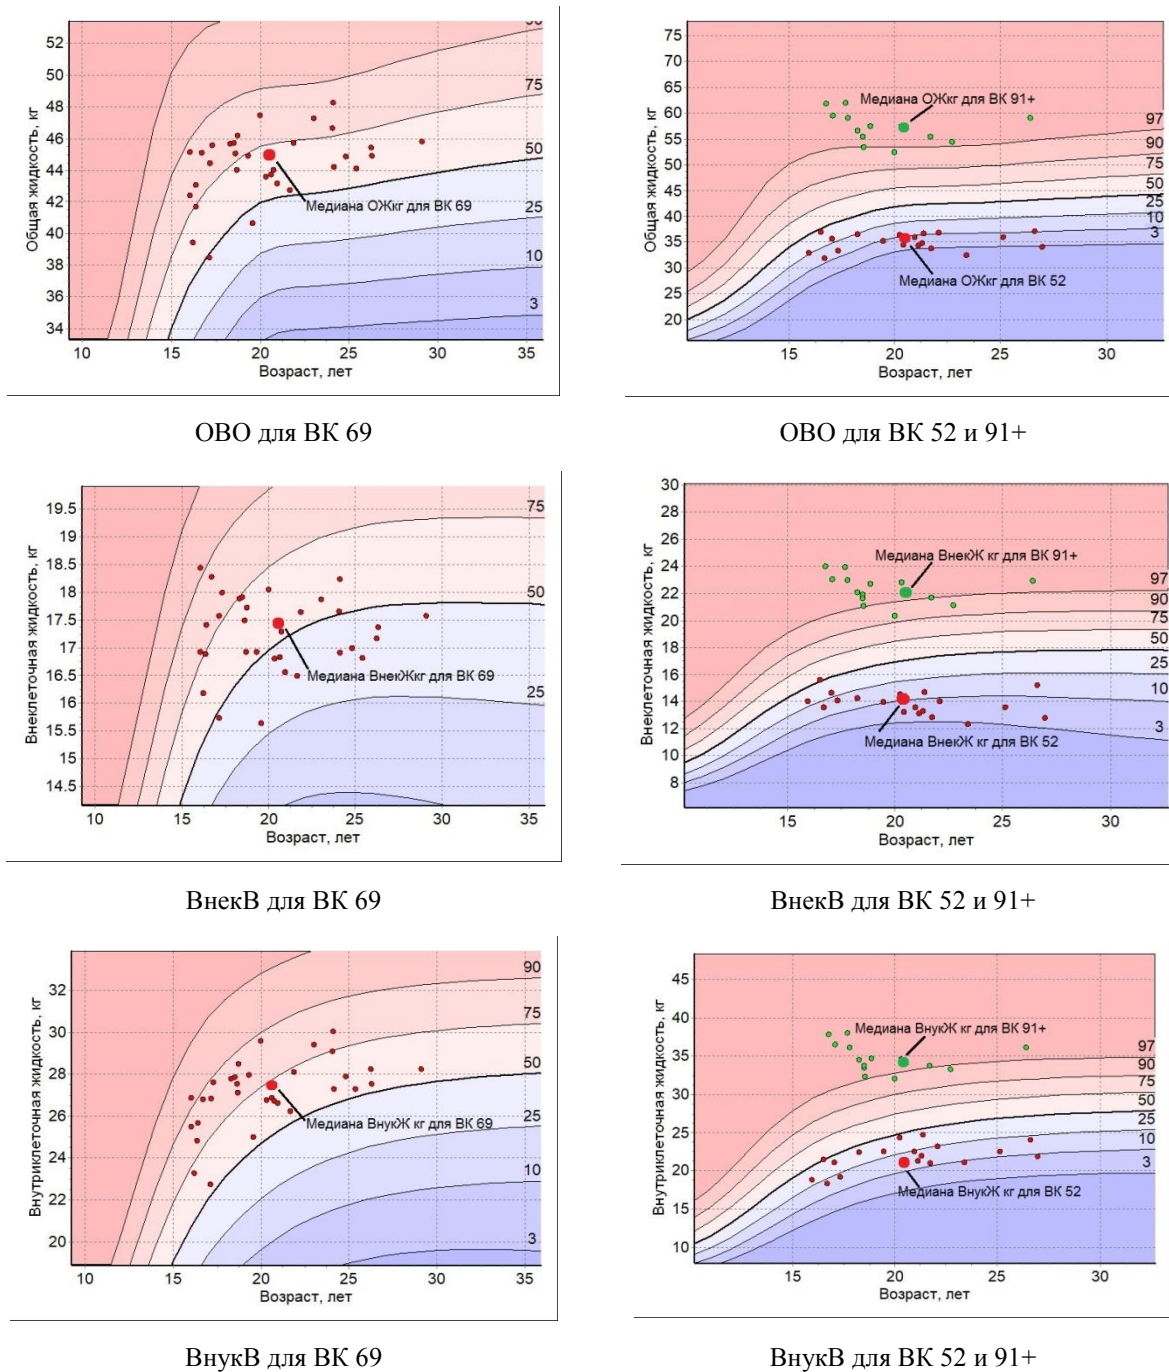 52
50
48
46
44
42
40
38
36
34
Общая жидкость, кг
90
75
50
25
10
3
Медиана ОЖкг для ВК 69
10 15 20 25 30 35
Возраст, лет
ОВО для ВК 69
75
70
65
60
55
50
45
40
35
30
25
20
Общая жидкость, кг
Медиана ОЖкг для ВК 91+
97
90
75
50
25
10
3
Медиана ОЖкг для ВК 52
15 20 25 30
Возраст, лет
ОВО для ВК 52 и 91+
19.5
19
18.5
18
17.5
17
16.5
16
15.5
15
14.5
Внеклеточная жидкость, кг
75
50
25
Медиана ВнекЖкг для ВК 69
10 15 20 25 30 35
Возраст, лет
ВнекВ для ВК 69
30
28
26
24
22
20
18
16
14
12
10
8
Внеклеточная жидкость, кг
Медиана ВнекЖ кг для ВК 91+
97
90
75
50
25
10
3
Медиана ВнекЖ кг для ВК 52
15 20 25 30
Возраст, лет
ВнекВ для ВК 52 и 91+
32
30
28
26
24
22
20
Внутриклеточная жидкость, кг
90
75
50
25
10
3
Медиана ВнукЖ кг для ВК 69
10 15 20 25 30 35
Возраст, лет
ВнукВ для ВК 69
45
40
35
30
25
20
15
10
Внутриклеточная жидкость, кг
Медиана ВнукЖ кг для ВК 91+
97
90
75
50
25
10
3
Медиана ВнукЖ кг для ВК 52
15 20 25 30
Возраст, лет
ВнукВ для ВК 52 и 91+